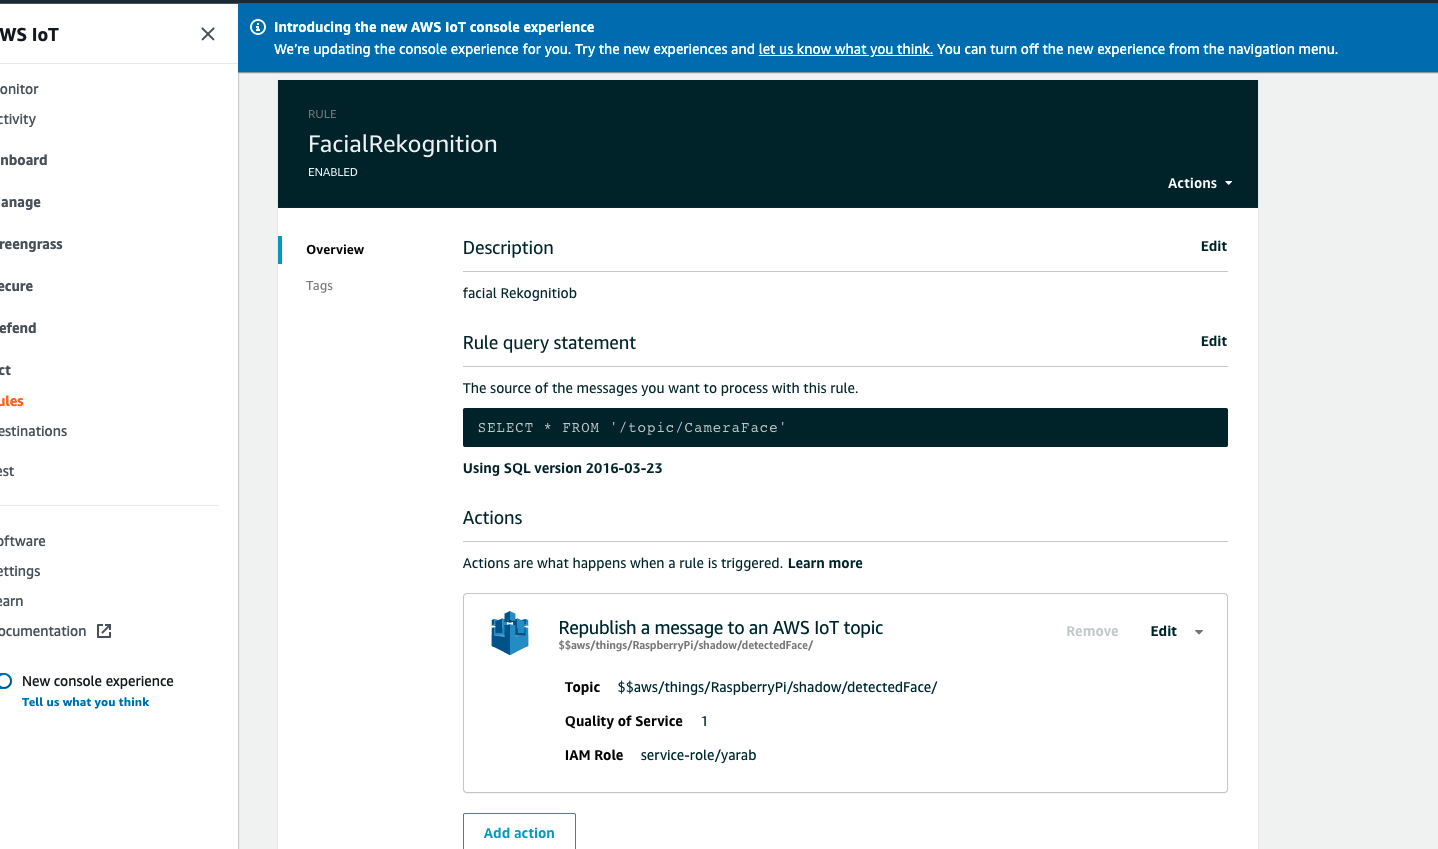 WS IoT
Introducing the new AWS IoT console experience
We're updating the console experience for you. Try the new experiences and let us know what you think. You can turn off the new experience from the navigation menu.
onitor
ctivity
nboard
anage
reengrass
ecure
efend
ct
ules
estinations
est
oftware
ettings
earn
ocumentation
New console experience
Tell us what you think
RULE
FacialRekognition
ENABLED
Actions
Overview
Tags
Description
Edit
facial Rekognitiob
Rule query statement
Edit
The source of the messages you want to process with this rule.
SELECT * FROM '/topic/CameraFace'
Using SQL version 2016-03-23
Actions
Actions are what happens when a rule is triggered. Learn more
Republish a message to an AWS IoT topic
$$aws/things/RaspberryPi/shadow/detectedFace/
Remove
Edit
Topic $$aws/things/RaspberryPi/shadow/detectedFace/
Quality of Service 1
IAM Role service-role/yarab
Add action